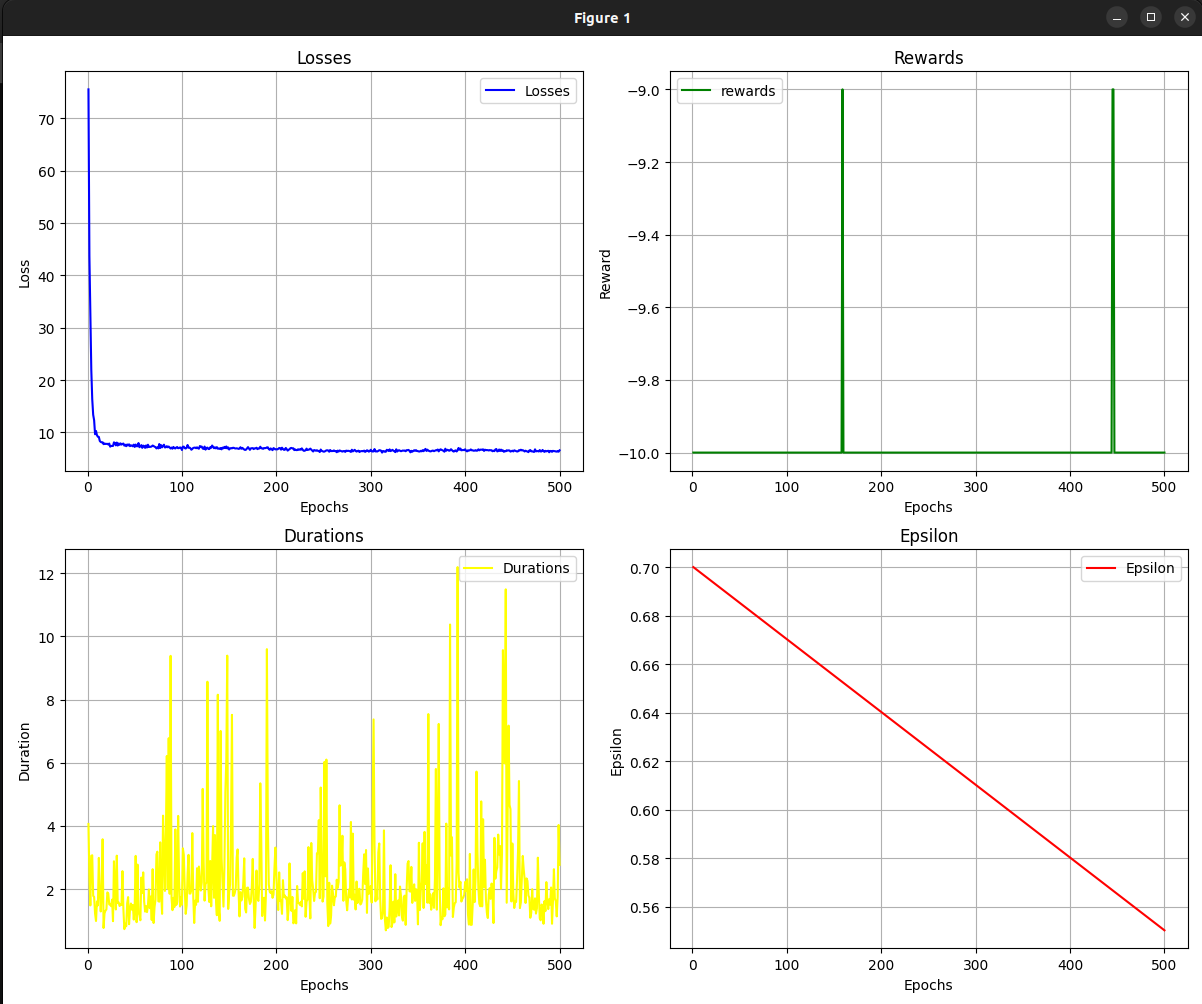 Figure 1
Losses
Losses
70
60
50
40
30
20
10
Loss
0 100 200 300 400 500
Epochs
Rewards
rewards
−9.0
−9.2
−9.4
−9.6
−9.8
−10.0
Reward
0 100 200 300 400 500
Epochs
Durations
Durations
12
10
8
6
4
2
Duration
0 100 200 300 400 500
Epochs
Epsilon
Epsilon
0.70
0.68
0.66
0.64
0.62
0.60
0.58
0.56
Epsilon
0 100 200 300 400 500
Epochs